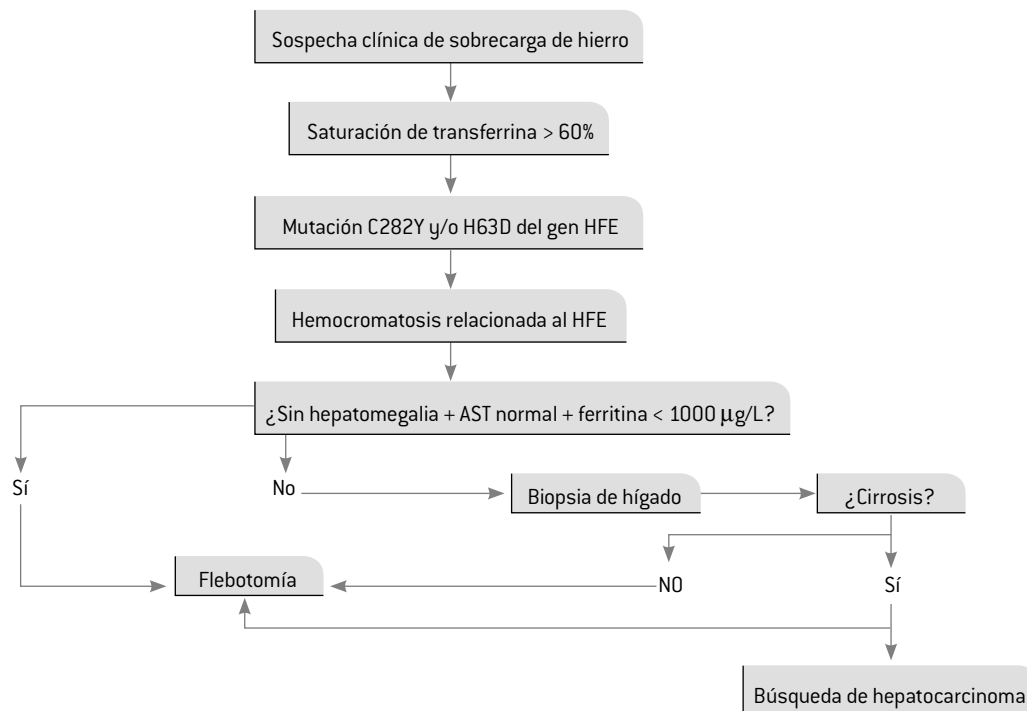 Sospecha clínica de sobrecarga de hierro
Saturación de transferrina > 60%
Mutación C282Y y/o H63D del gen HFE
Hemocromatosis relacionada al HFE
¿Sin hepatomegalia + AST normal + ferritina < 1000 µg/L?
Sí
No
Biopsia de hígado
¿Cirrosis?
Flebotomía
NO
Sí
Búsqueda de hepatocarcinoma